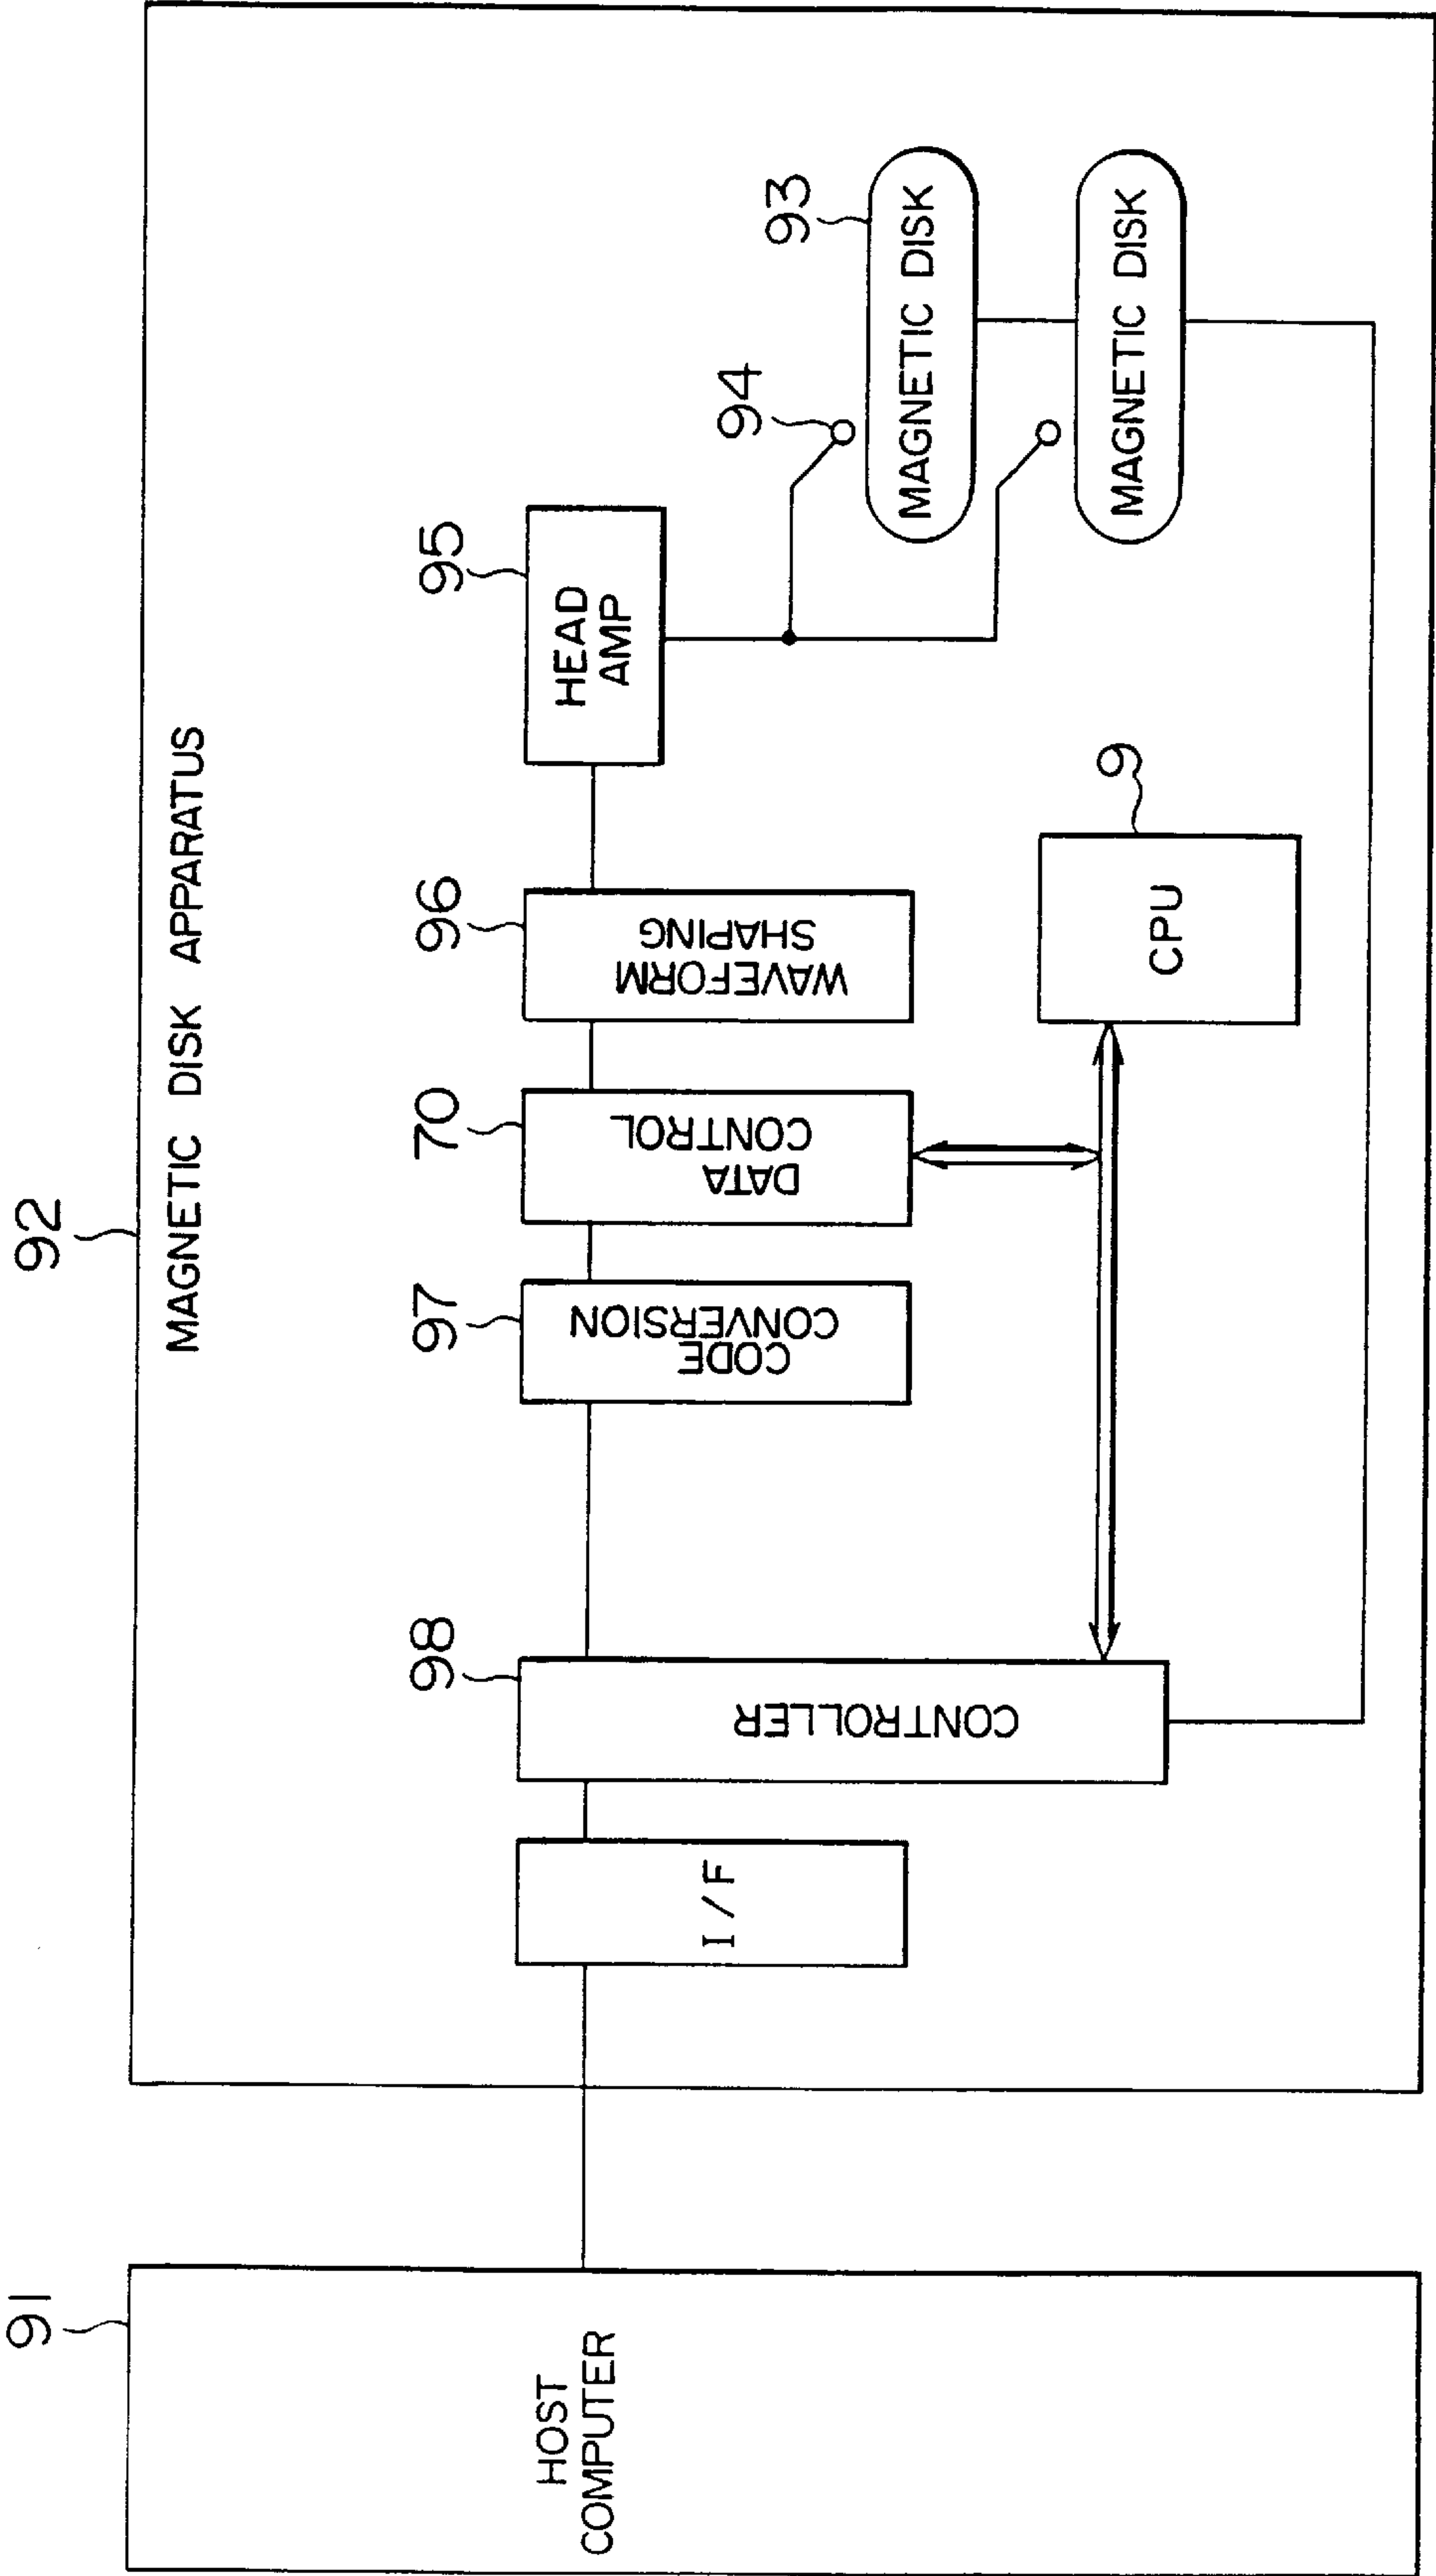 92
MAGNETIC DISK APPARATUS
91
HOST
COMPUTER
I/F
98
CONTROLLER
97
CODE
CONVERSION
70
DATA
CONTROL
96
WAVEFORM
SHAPING
95
HEAD
AMP
94
93
MAGNETIC DISK
MAGNETIC DISK
9
CPU